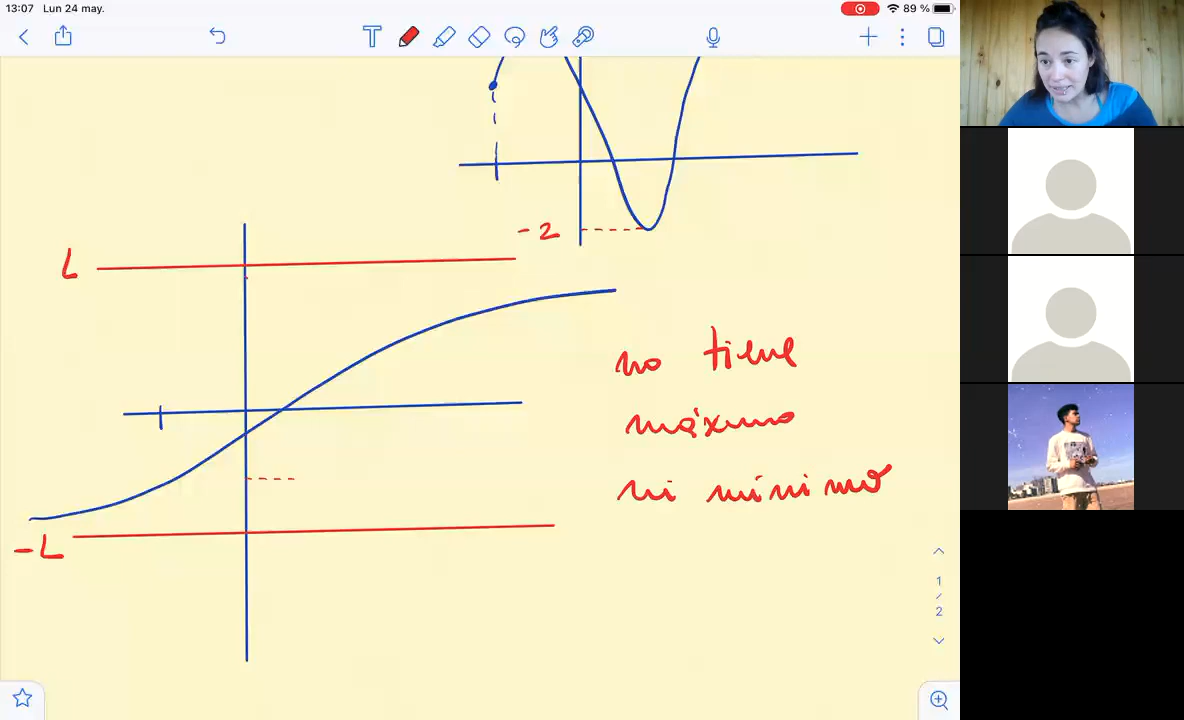 13:07 Lun 24 may.
89 %
T
-2
L
no tiene
máximo
ni mínimo
-L
1
/
2